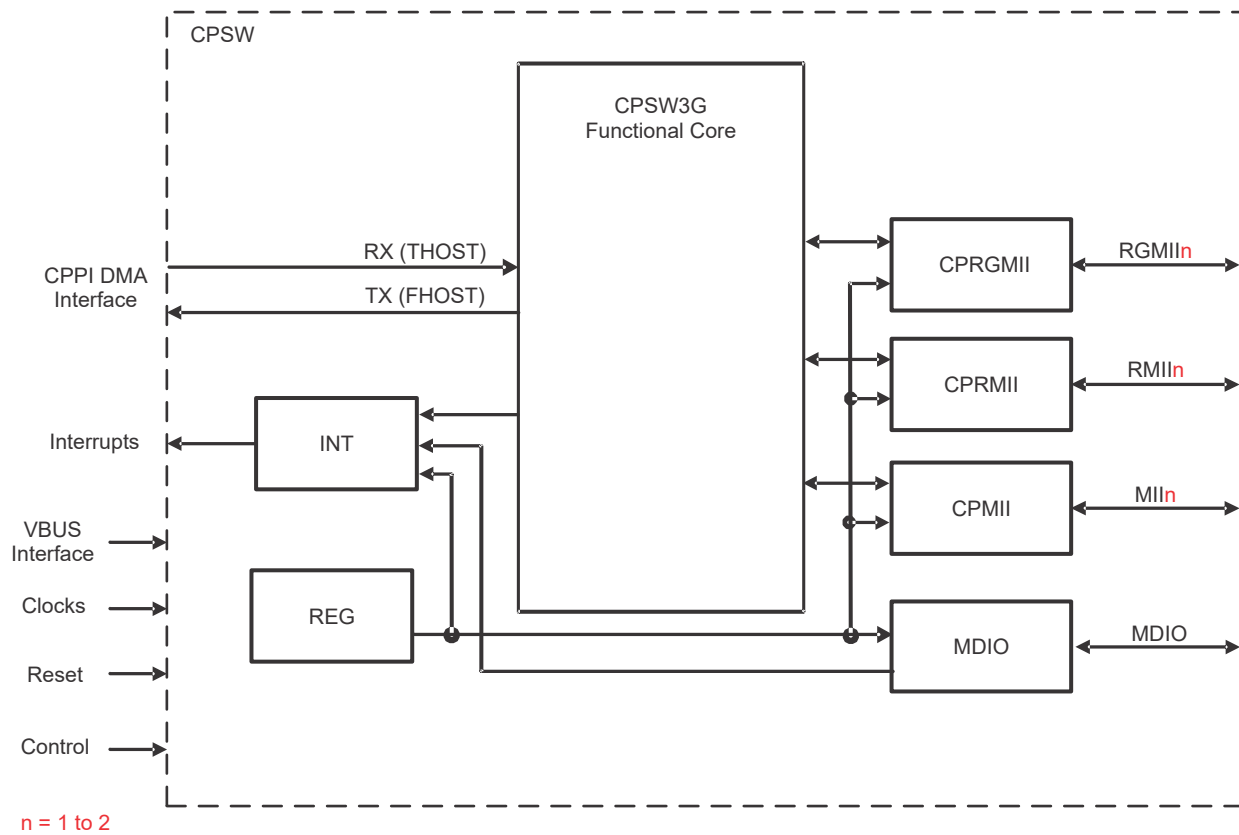 CPSW
CPSW3G
Functional Core
RX (THOST)
CPPI DMA
Interface
TX (FHOST)
CPRGMII
RGMIIn
CPRMII
RMIIn
Interrupts
INT
CPMII
MIIn
VBUS
Interface
Clocks
REG
MDIO
MDIO
Reset
Control
n = 1 to 2